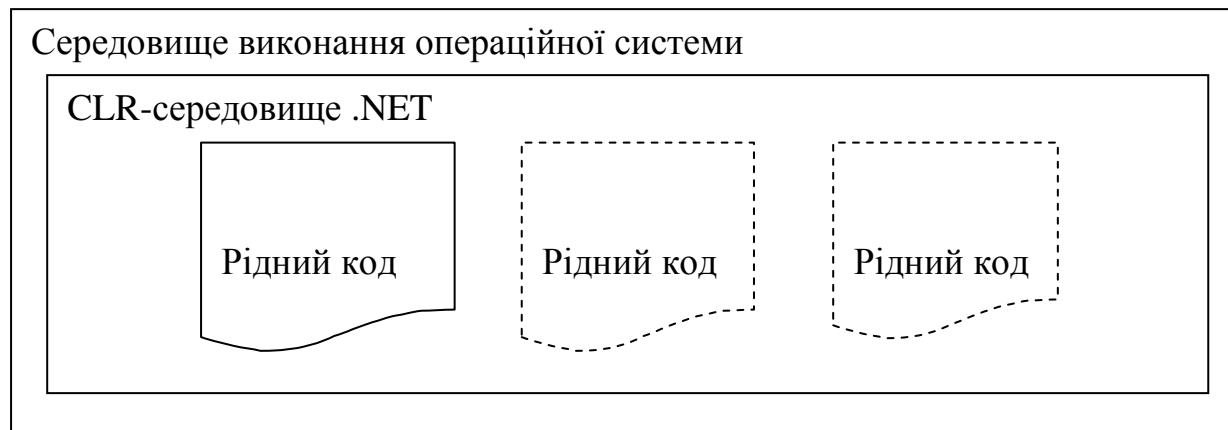 Середовище виконання операційної системи
CLR-середовище .NET
Рідний код Рідний код Рідний код